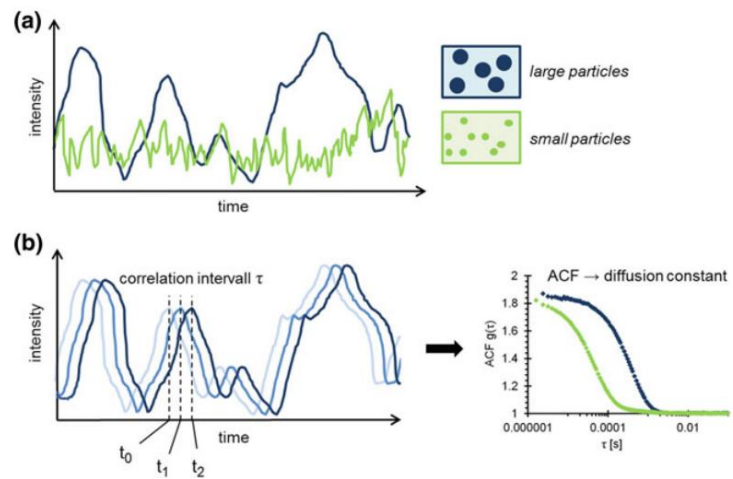 (a)
intensity
time
large particles
small particles
(b)
correlation intervall τ
intensity
time
t0
t1
t2
ACF → diffusion constant
ACF g(τ)
2
1.8
1.6
1.4
1.2
1
0.000001
0.0001
0.01
τ [s]